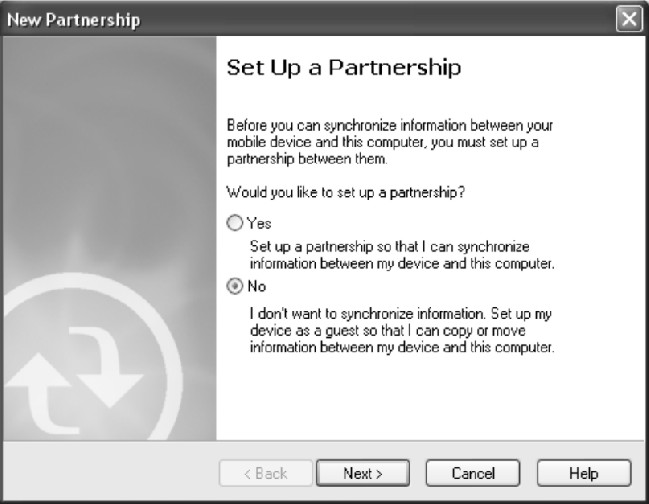 New Partnership
Set Up a Partnership
Before you can synchronize information between your
mobile device and this computer, you must set up a
partnership between them.
Would you like to set up a partnership?
Yes
Set up a partnership so that I can synchronize
information between my device and this computer.
No
I don't want to synchronize information. Set up my
device as a guest so that I can copy or move
information between my device and this computer.
< Back
Next >
Cancel
Help